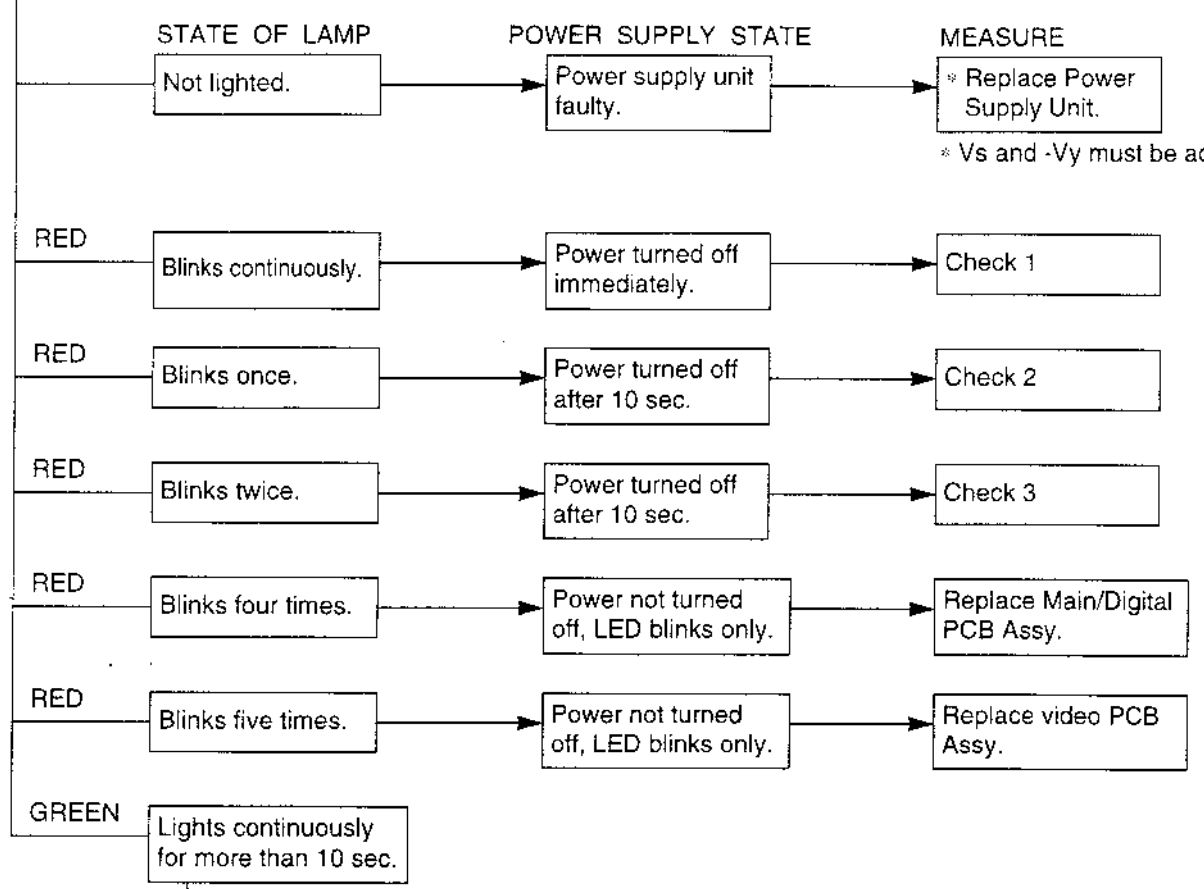 STATE OF LAMP POWER SUPPLY STATE MEASURE
Not lighted.
Power supply unit
faulty.
* Replace Power
Supply Unit.
* Vs and -Vy must be
RED
Blinks continuously.
Power turned off
immediately.
Check 1
RED
Blinks once.
Power turned off
after 10 sec.
Check 2
RED
Blinks twice.
Power turned off
after 10 sec.
Check 3
RED
Blinks four times.
Power not turned
off, LED blinks only.
Replace Main/Digital
PCB Assy.
RED
Blinks five times.
Power not turned
off, LED blinks only.
Replace video PCB
Assy.
GREEN
Lights continuously
for more than 10 sec.